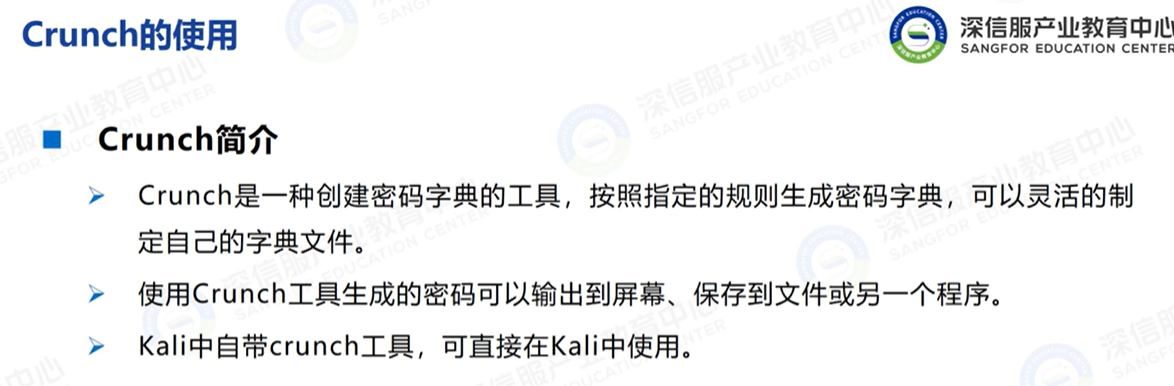 Crunch的使用
深信服产业教育中心
SANGFOR EDUCATION CENTER
Crunch简介
Crunch是一种创建密码字典的工具，按照指定的规则生成密码字典，可以灵活的制
定自己的字典文件。
使用Crunch工具生成的密码可以输出到屏幕、保存到文件或另一个程序。
Kali中自带crunch工具，可直接在Kali中使用。